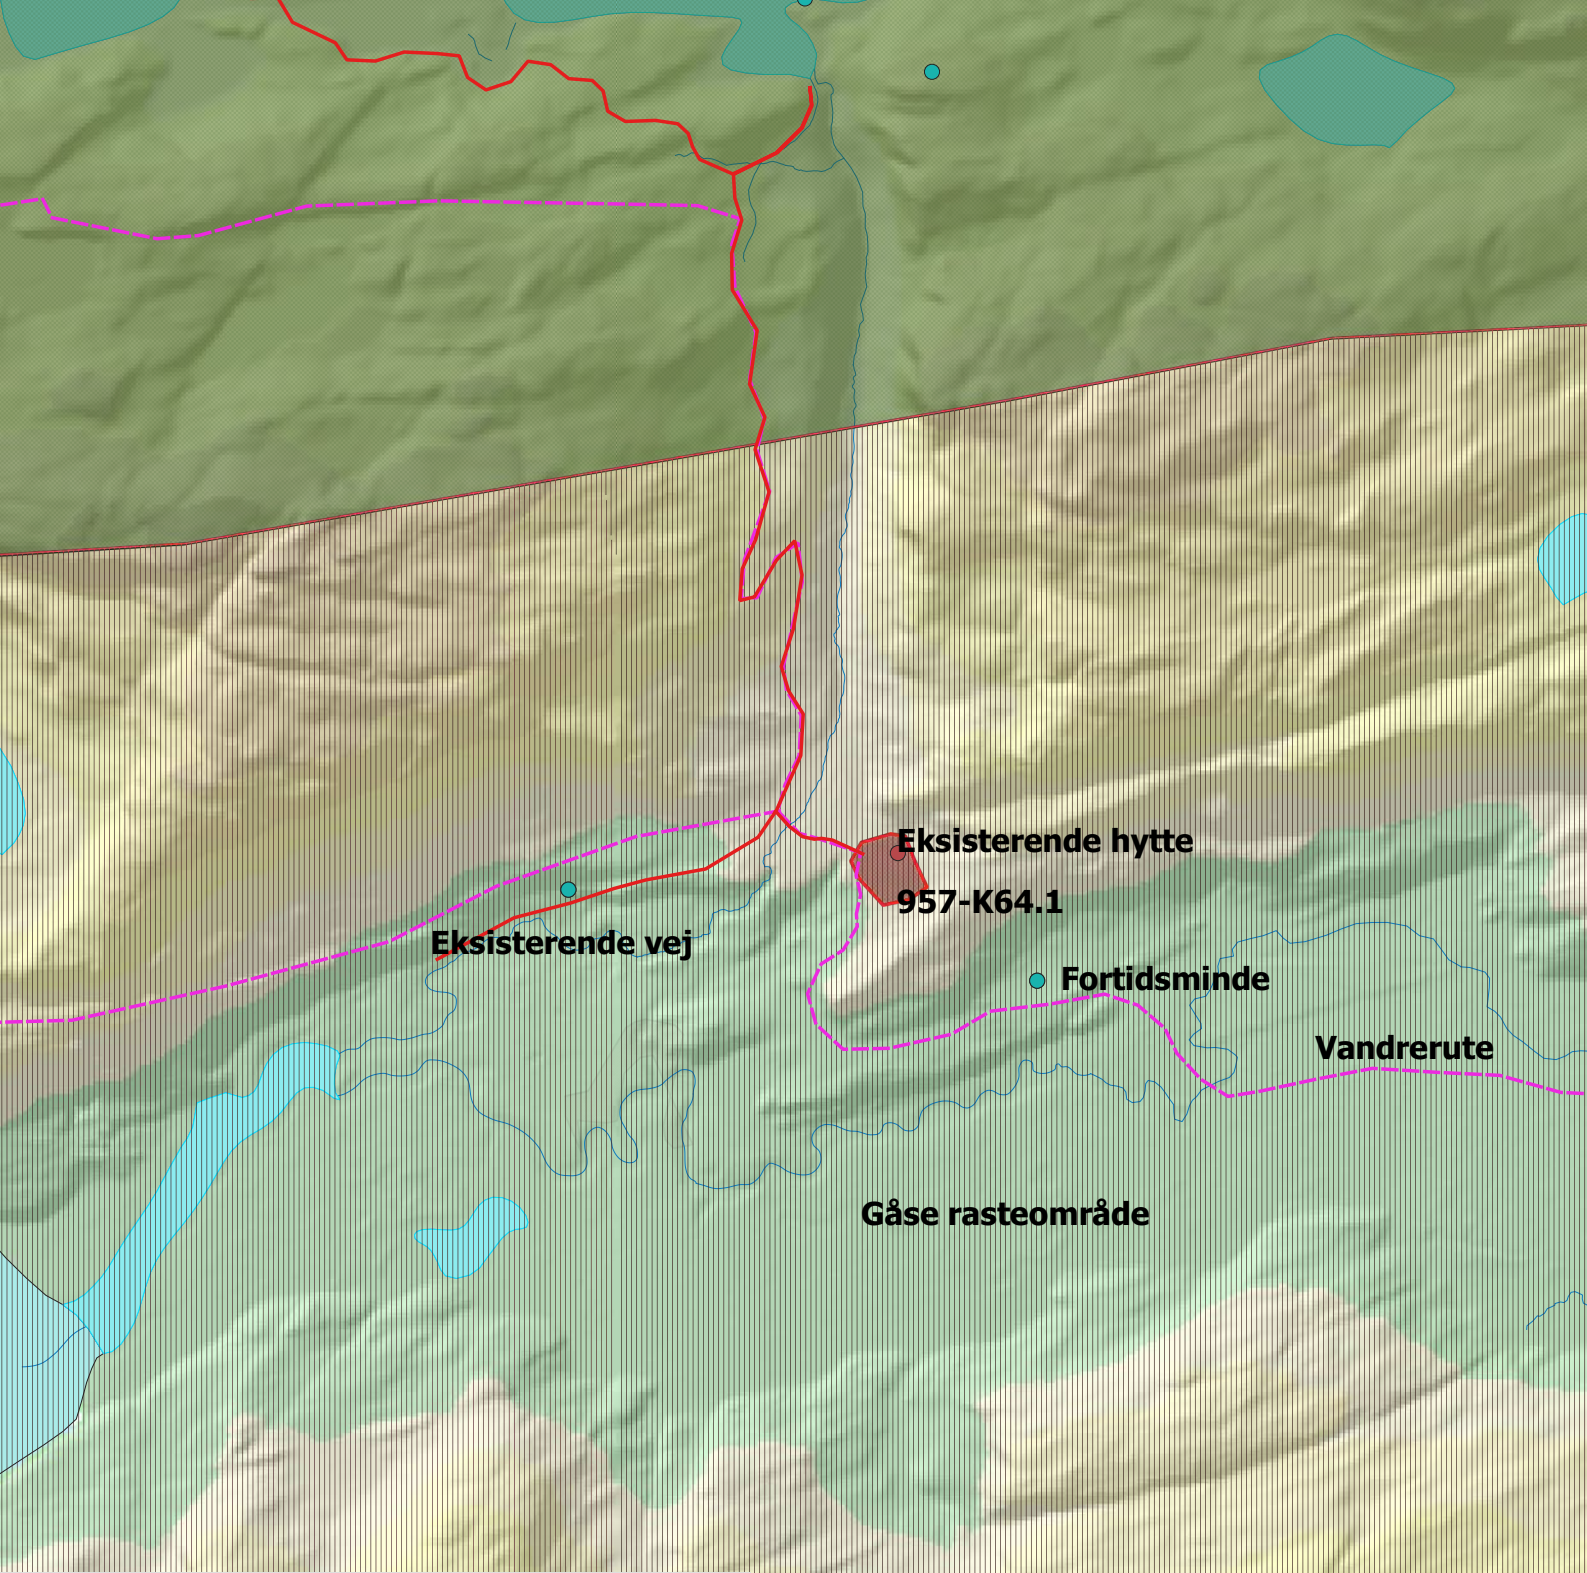 Eksisterende hytte
957-K64.1
Eksisterende vej
Fortidsminde
Vandrerute
Gåse rasteområde